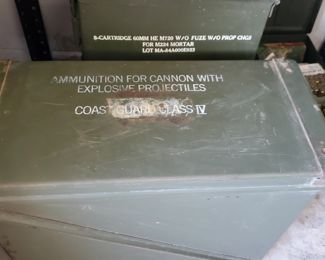 8-CARTRIDGE 60MM HE M720 W/O FUZE W/O PROP CHGS
FOR M224 MORTAR
AMMUNITION FOR CANNON WITH
EXPLOSIVE PROJECTILES
COAST GUARD CLASS IV